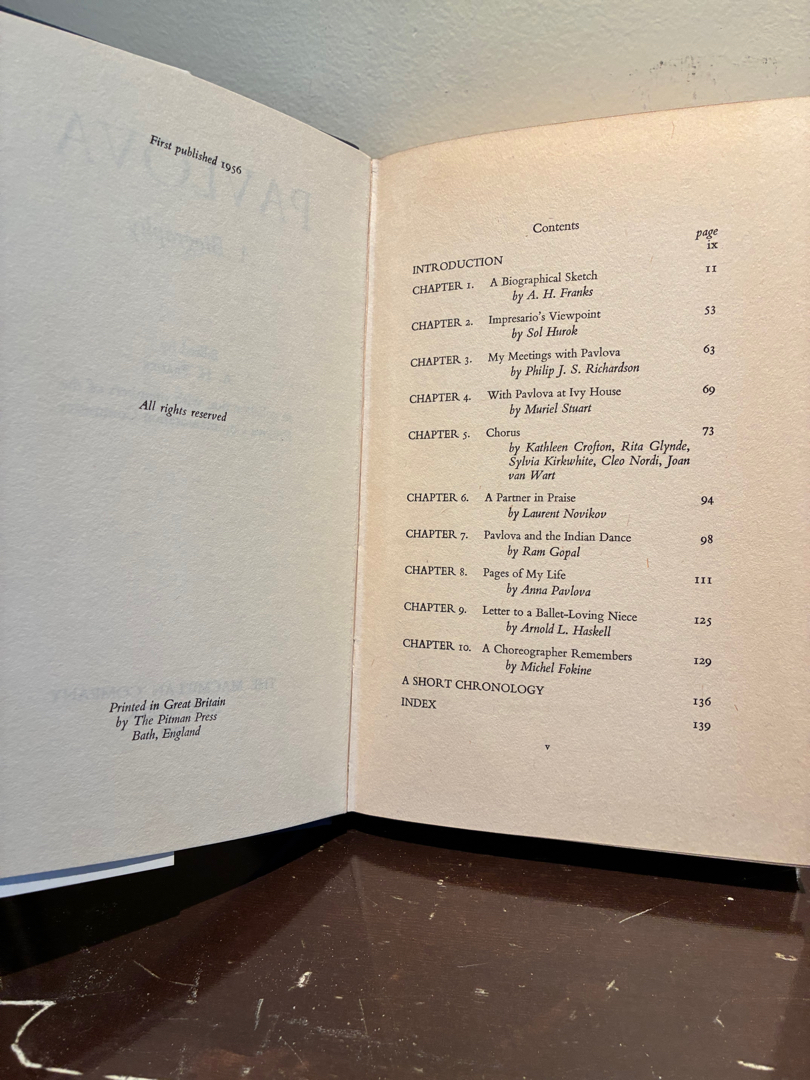 First published 1956
All rights reserved
Printed in Great Britain
by The Pitman Press
Bath, England
Contents
page
INTRODUCTION ix
CHAPTER 1. A Biographical Sketch 11
by A. H. Franks
CHAPTER 2. Impresario's Viewpoint 53
by Sol Hurok
CHAPTER 3. My Meetings with Pavlova 63
by Philip J. S. Richardson
CHAPTER 4. With Pavlova at Ivy House 69
by Muriel Stuart
CHAPTER 5. Chorus 73
by Kathleen Crofton, Rita Glynde,
Sylvia Kirkwhite, Cleo Nordi, Joan
van Wart
CHAPTER 6. A Partner in Praise 94
by Laurent Novikov
CHAPTER 7. Pavlova and the Indian Dance 98
by Ram Gopal
CHAPTER 8. Pages of My Life 111
by Anna Pavlova
CHAPTER 9. Letter to a Ballet-Loving Niece 125
by Arnold L. Haskell
CHAPTER 10. A Choreographer Remembers 129
by Michel Fokine
A SHORT CHRONOLOGY 136
INDEX 139
v